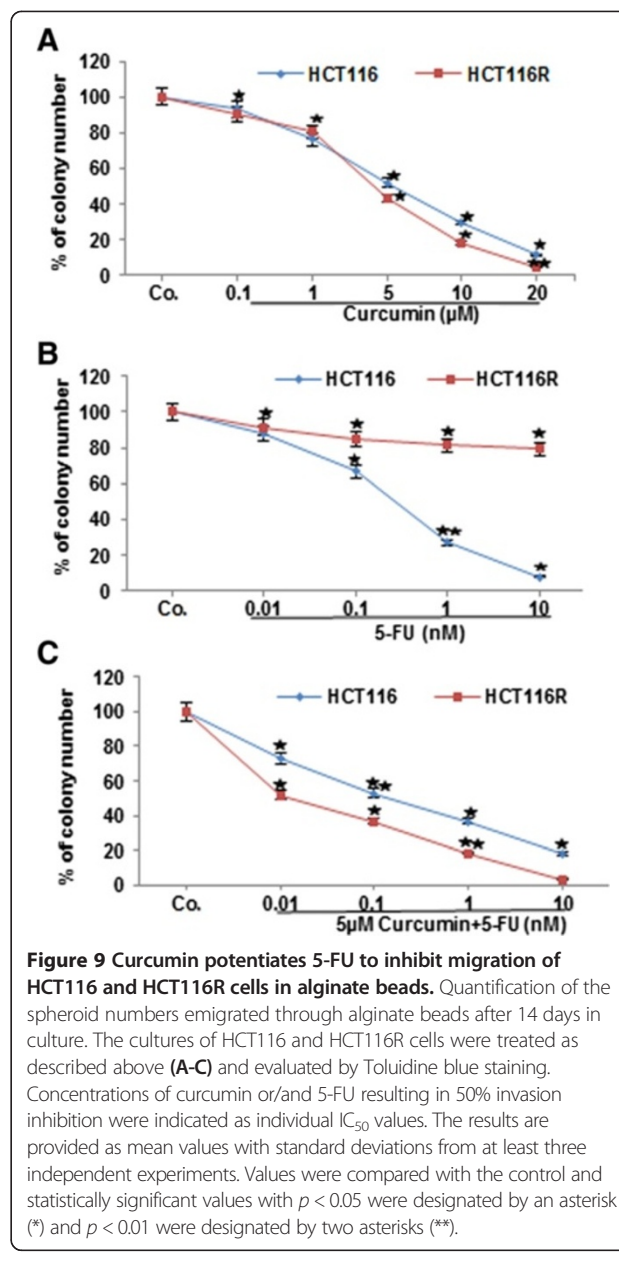 A
120
100
80
60
40
20
0
% of colony number
HCT116
HCT116R
Co. 0.1 1 5 10 20
Curcumin (µM)
B
120
100
80
60
40
20
0
% of colony number
HCT116
HCT116R
Co. 0.01 0.1 1 10
5-FU (nM)
C
120
100
80
60
40
20
0
% of colony number
HCT116
HCT116R
Co. 0.01 0.1 1 10
5µM Curcumin+5-FU (nM)
Figure 9 Curcumin potentiates 5-FU to inhibit migration of
HCT116 and HCT116R cells in alginate beads. Quantification of the
spheroid numbers emigrated through alginate beads after 14 days in
culture. The cultures of HCT116 and HCT116R cells were treated as
described above (A-C) and evaluated by Toluidine blue staining.
Concentrations of curcumin or/and 5-FU resulting in 50% invasion
inhibition were indicated as individual IC50 values. The results are
provided as mean values with standard deviations from at least three
independent experiments. Values were compared with the control and
statistically significant values with p < 0.05 were designated by an asterisk
(*) and p < 0.01 were designated by two asterisks (**).